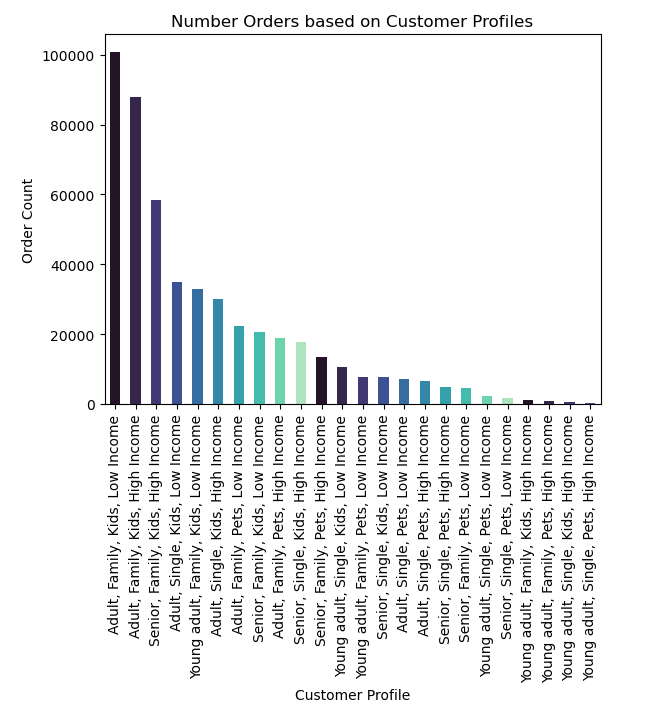 Number Orders based on Customer Profiles
100000
80000
60000
40000
20000
0
Order Count
Adult, Family, Kids, Low Income
Adult, Family, Kids, High Income
Senior, Family, Kids, High Income
Adult, Single, Kids, Low Income
Young adult, Family, Kids, Low Income
Adult, Single, Kids, High Income
Adult, Family, Pets, Low Income
Senior, Family, Kids, Low Income
Adult, Family, Pets, High Income
Senior, Single, Kids, High Income
Senior, Family, Pets, High Income
Young adult, Single, Kids, Low Income
Young adult, Family, Pets, Low Income
Senior, Single, Kids, Low Income
Adult, Single, Pets, Low Income
Adult, Single, Pets, High Income
Senior, Single, Pets, High Income
Senior, Family, Pets, Low Income
Young adult, Single, Pets, Low Income
Senior, Single, Pets, Low Income
Young adult, Family, Kids, High Income
Young adult, Family, Pets, High Income
Young adult, Single, Kids, High Income
Young adult, Single, Pets, High Income
Customer Profile